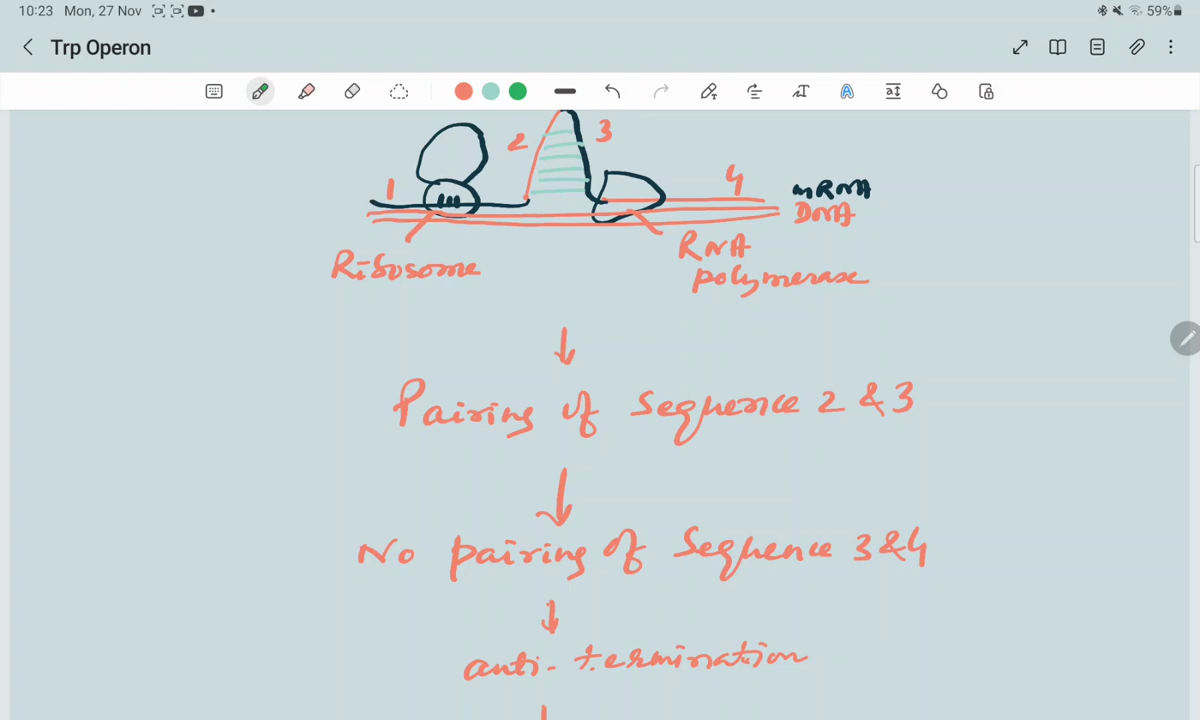 10:23 Mon, 27 Nov
59%
Trp Operon
2 3
1 4 mRNA
DNA
Ribosome RNA
polymerase
Pairing of Sequence 2 & 3
No pairing of Sequence 3 & 4
anti-termination